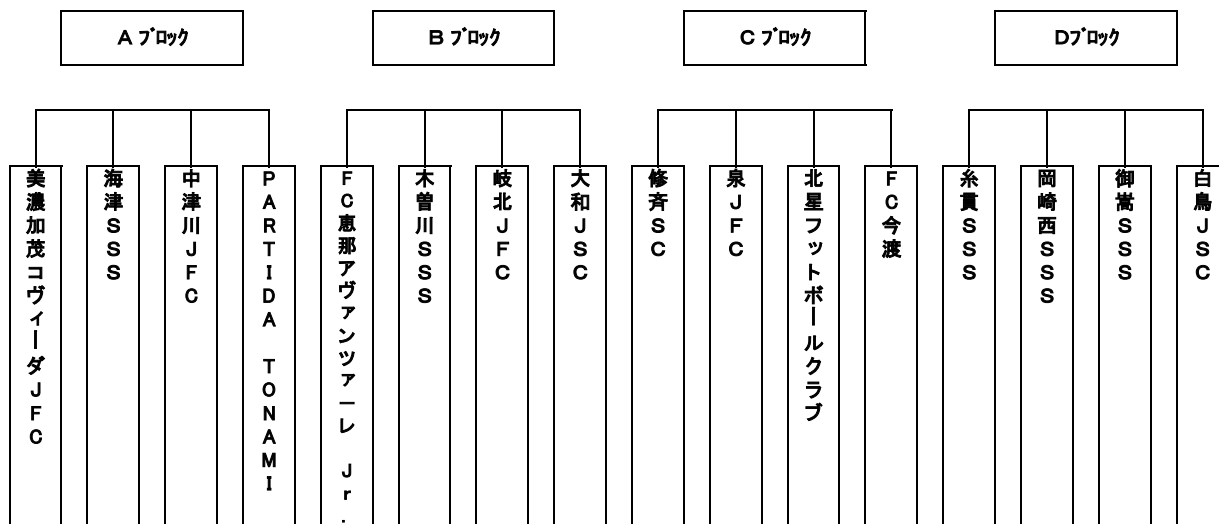 A ブロック
B ブロック
C ブロック
Dブロック
美濃加茂コヴィーダJFC
海津SSS
中津川JFC
PARTIDA TONAMI
FC恵那アヴァンツァーレ Jr.
木曽川SSS
岐北JFC
大和JSC
修斉SC
泉JFC
北星フットボールクラブ
FC今渡
糸貫SSS
岡崎西SSS
御嵩SSS
白鳥JSC